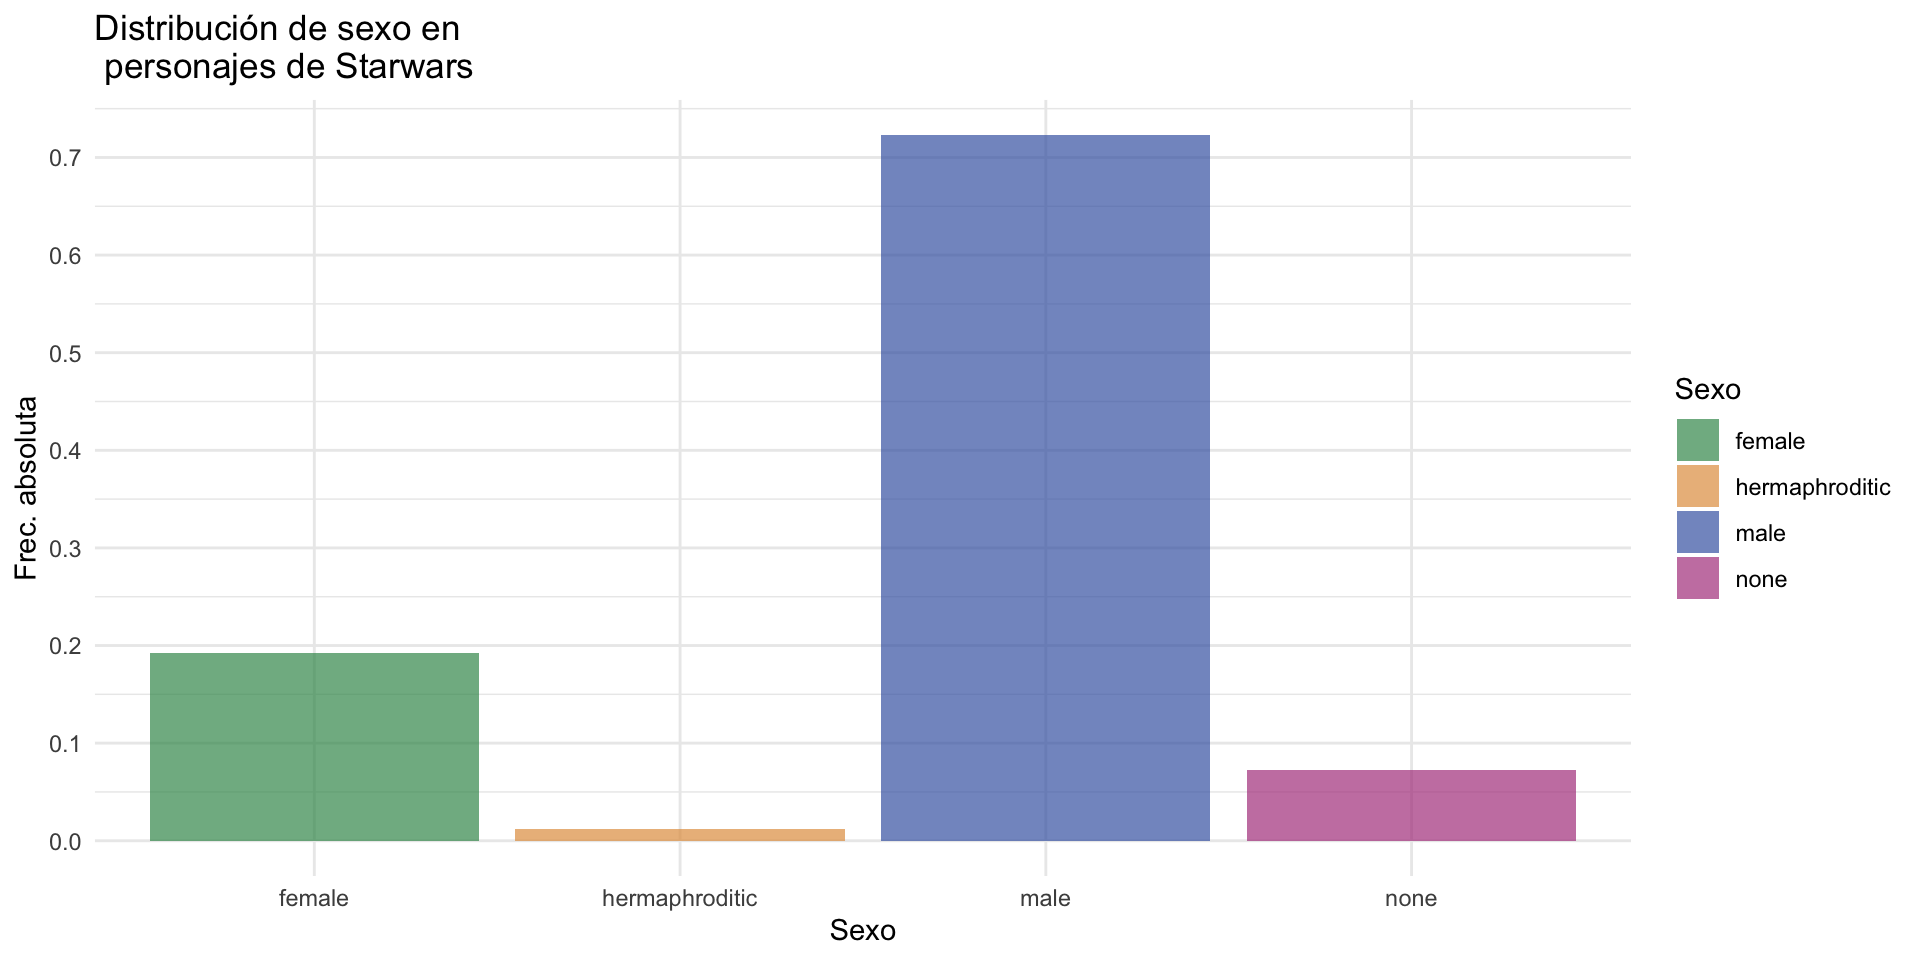 Distribución de sexo en
personajes de Starwars
Frec. absoluta
0.7
0.6
0.5
0.4
0.3
0.2
0.1
0.0
female
hermaphroditic
male
none
Sexo
Sexo
female
hermaphroditic
male
none